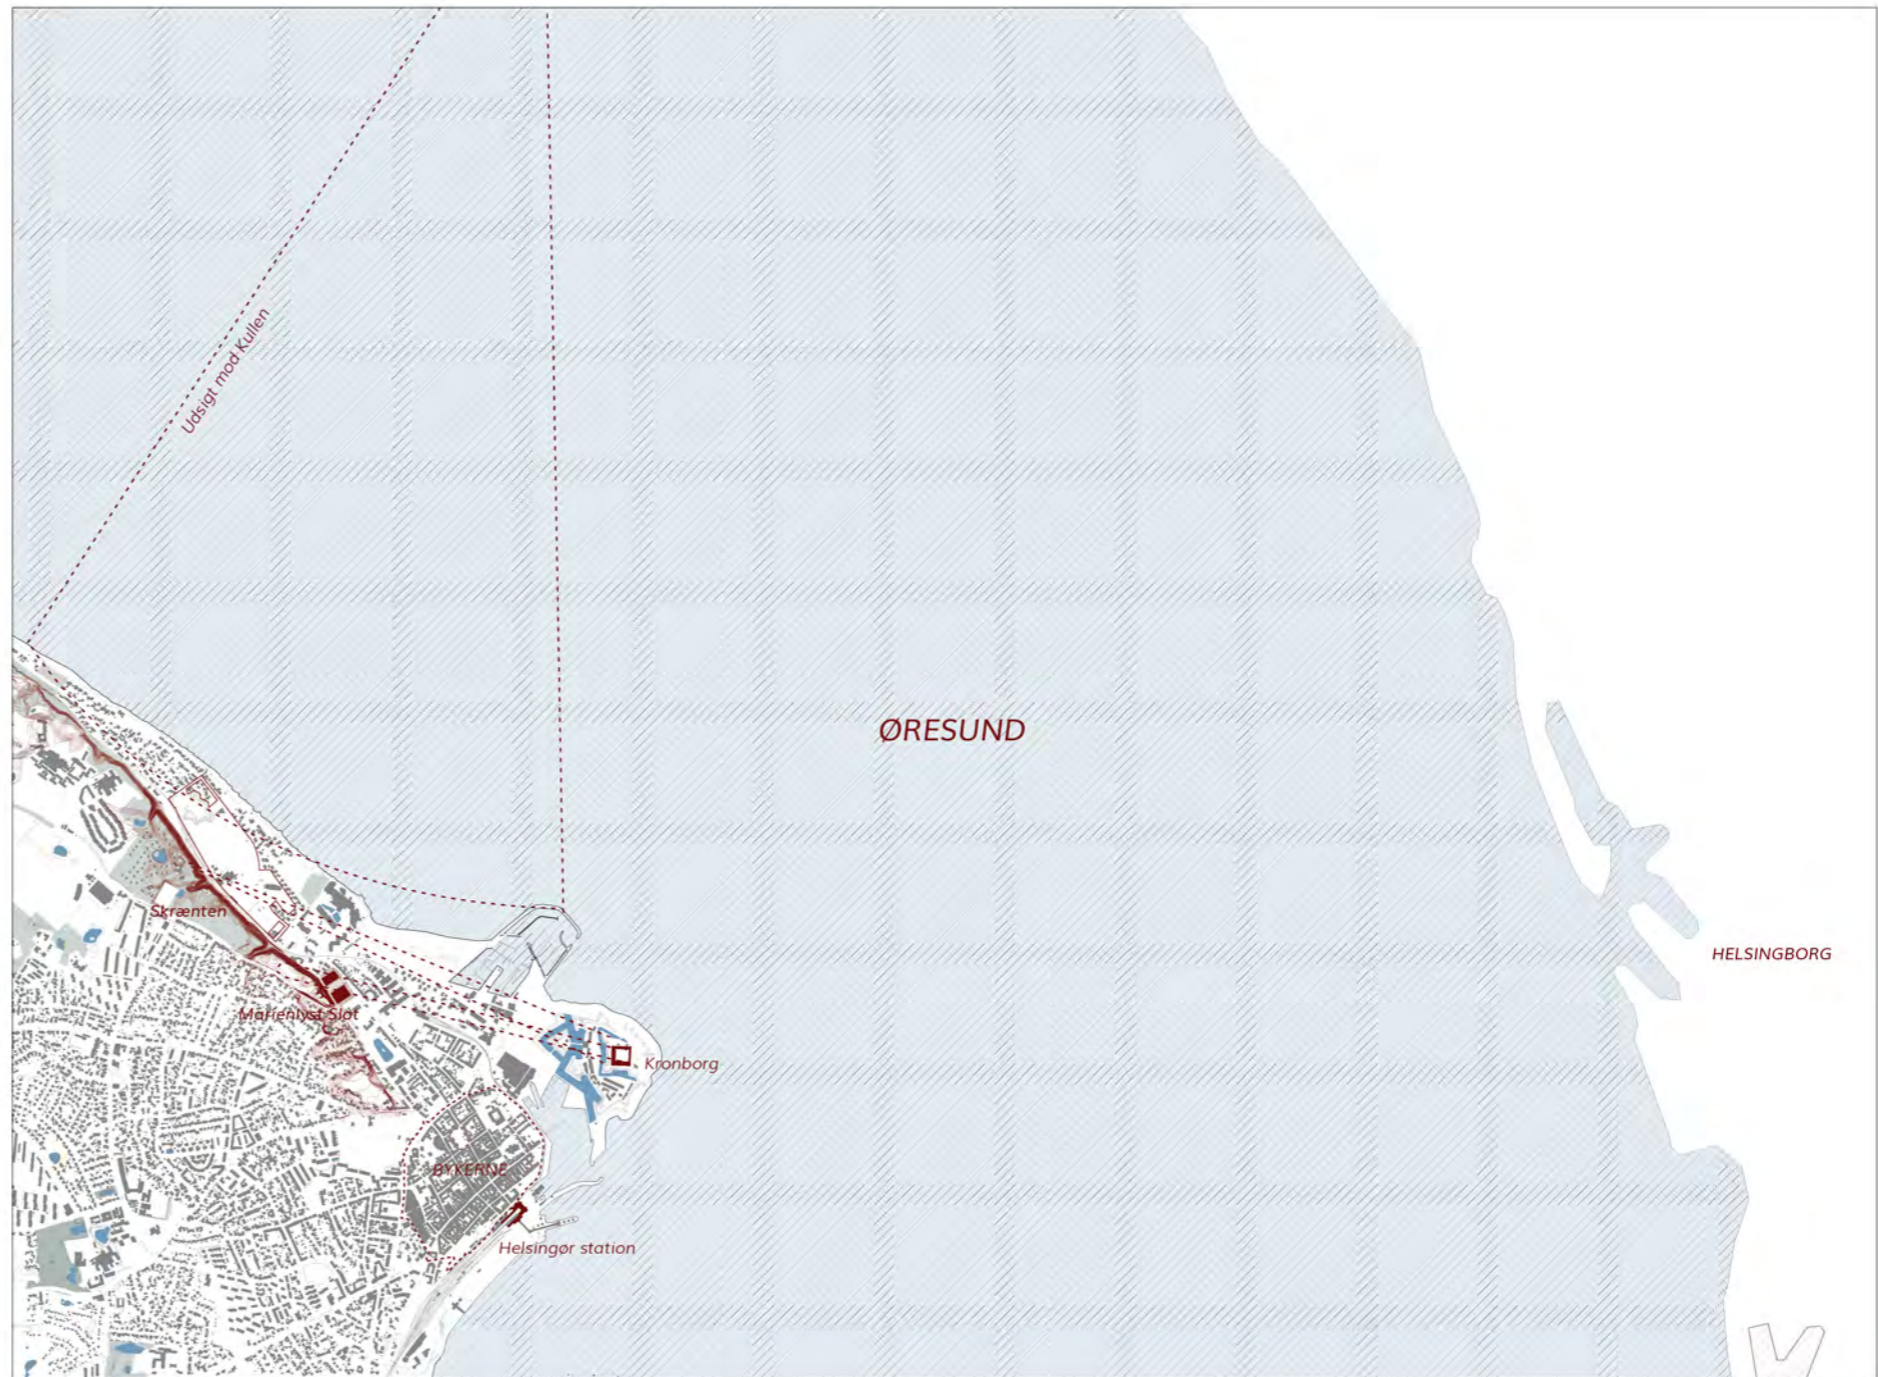 Udsigt mod Kullen
ØRESUND
Skrænten
HELSINGBORG
Marienlyst Slot
Kronborg
BYKERNE
Helsingør station